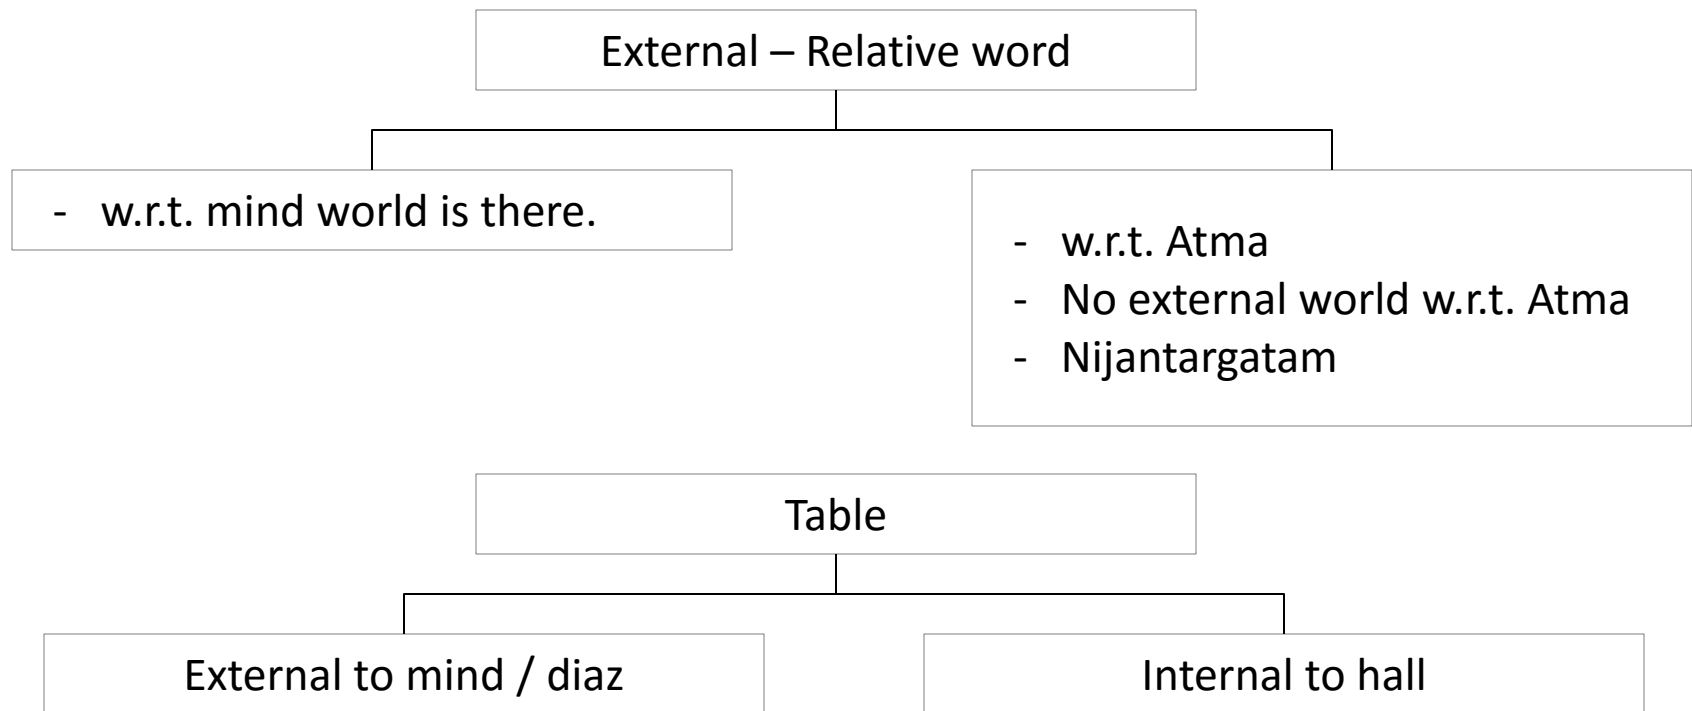 External – Relative word
- w.r.t. mind world is there.
- w.r.t. Atma
- No external world w.r.t. Atma
- Nijantargatam
Table
External to mind / diaz
Internal to hall